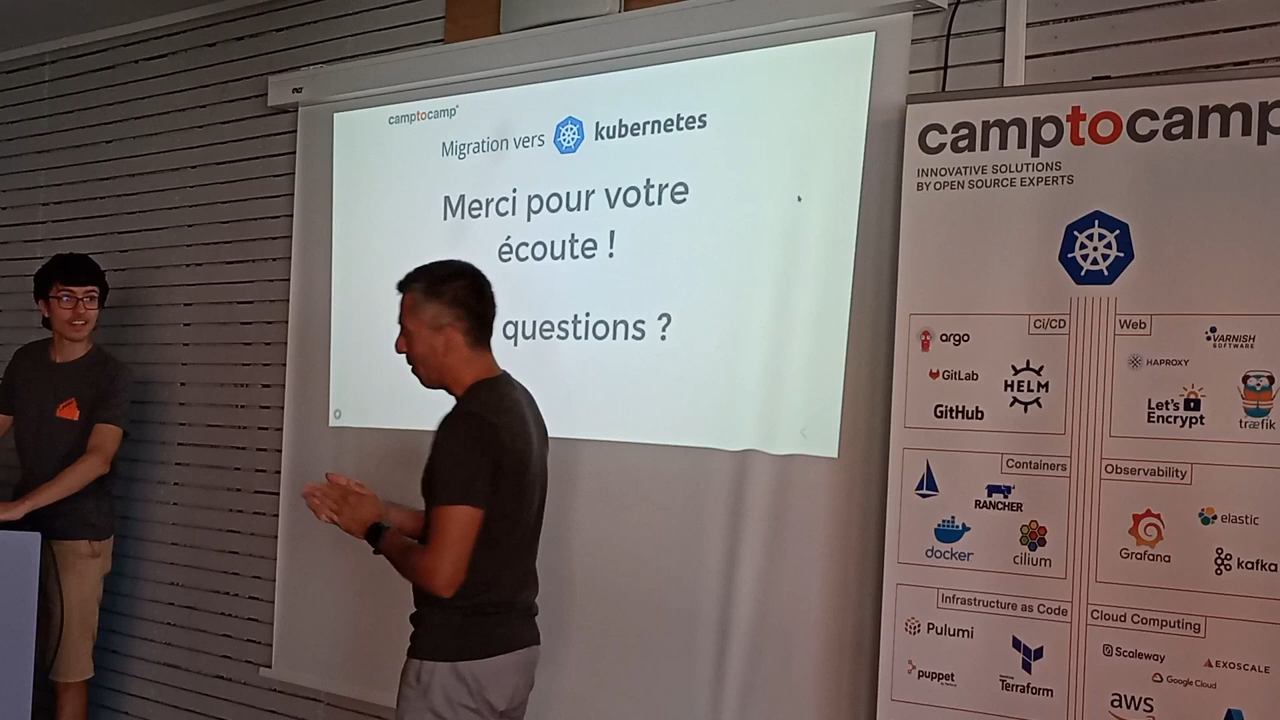 camptocamp
Migration vers kubernetes
Merci pour votre
écoute !
questions ?
camptocamp
INNOVATIVE SOLUTIONS
BY OPEN SOURCE EXPERTS
Ci/CD
argo
GitLab
HELM
GitHub
Web
VARNISH
SOFTWARE
HAPROXY
Let's
Encrypt
træfik
Containers
RANCHER
docker
cilium
Observability
Grafana
elastic
kafka
Infrastructure as Code
Pulumi
puppet
Terraform
Cloud Computing
Scaleway
EXOSCALE
Google Cloud
aws